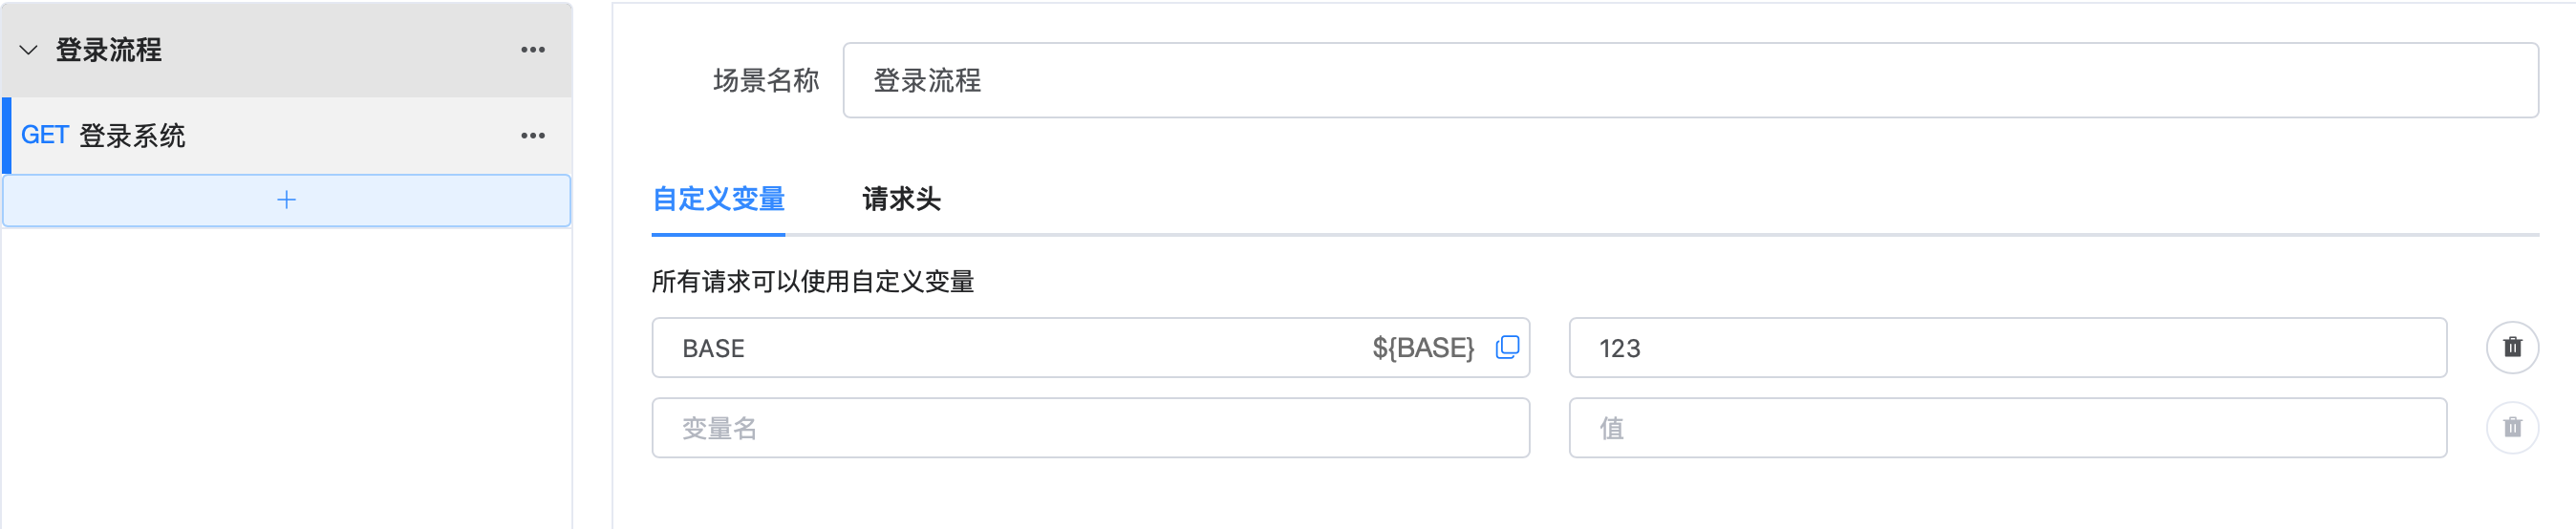 登录流程
GET 登录系统
场景名称 登录流程
自定义变量 请求头
所有请求可以使用自定义变量
BASE ${BASE} 123
变量名 值